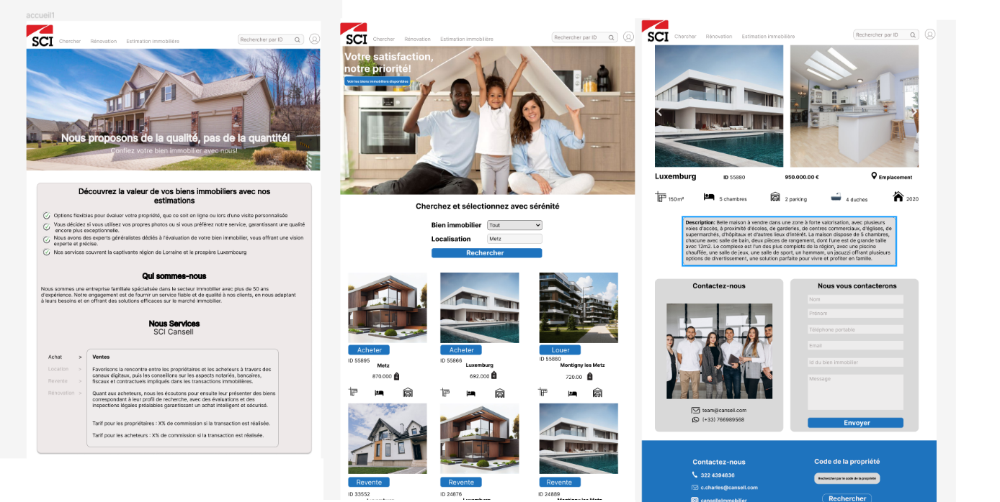 accueil1
SCI
Chercher Rénovation Estimation immobilière
Rechercher par ID
Nous proposons de la qualité, pas de la quantité!
Confiez votre bien immobilier avec nous!
Découvrez la valeur de vos biens immobiliers avec nos
estimations
Options flexibles pour évaluer votre propriété, que ce soit en ligne ou lors d'une visite personnalisée
Vous décidez si vous utilisez vos propres photos ou si vous préférez notre service, garantissant une qualité
encore plus exceptionnelle.
Nous avons des experts généralistes dédiés à l'évaluation de votre bien immobilier, vous offrant une vision
experte et précise.
Nos services couvrent la captivante région de Lorraine et le prospère Luxembourg
Qui sommes-nous
Nous sommes une entreprise familiale spécialisée dans le secteur immobilier avec plus de 50 ans
d'expérience. Notre engagement est de fournir un service fiable et de qualité à nos clients, en nous adaptant
à leurs besoins et en offrant des solutions efficaces sur le marché immobilier.
Nous Services
SCI Cansell
Achat >
Location >
Revente >
Rénovation >
Ventes
Favorisons la rencontre entre les propriétaires et les acheteurs à travers des
canaux digitaux, puis les conseillons sur les aspects notariés, bancaires,
fiscaux et contractuels impliqués dans les transactions immobilières.
Quant aux acheteurs, nous les écoutons pour ensuite leur présenter des biens
correspondant à leur profil de recherche, avec des évaluations et des
inspections légales préalables garantissant un achat intelligent et sécurisé.
Tarif pour les propriétaires : X% de commission si la transaction est réalisée.
Tarif pour les acheteurs : X% de commission si la transaction est réalisée.
SCI
Chercher Rénovation Estimation immobilière
Rechercher par ID
Votre satisfaction,
notre priorité!
Voir les biens immobiliers disponibles
Cherchez et sélectionnez avec sérénité
Bien immobilier Tout
Localisation Metz
Rechercher
Acheter
ID 55895
Metz
870.000
Acheter
ID 55866
Luxemburg
692.000
Louer
ID 55880
Montigny les Metz
720.00
Revente
ID 33552
Luxemburg
Revente
ID 24876
Luxemburg
Revente
ID 24889
Montigny les Metz
SCI
Chercher Rénovation Estimation immobilière
Rechercher par ID
Luxemburg ID 55880 950.000.00 € Emplacement
150 m² 5 chambres 2 parking 4 duches 2020
Description: Belle maison à vendre dans une zone à forte valorisation, avec plusieurs
voies d'accès, à proximité d'écoles, de garderies, de centres commerciaux, d'églises, de
supermarchés, d'hôpitaux et d'autres lieux d'intérêt. La maison dispose de 5 chambres,
chacune avec salle de bain, deux pièces de rangement, dont l'une est de grande taille
avec 12m2. Le complexe est l'un des plus complets de la région, avec une piscine
chauffée, une salle de jeux, une salle de sport, un hammam, un jacuzzi offrant plusieurs
options de divertissement, une solution parfaite pour vivre et profiter en famille.
Contactez-nous
team@cansell.com
(+33) 766989568
Nous vous contacterons
Nom
Prénom
Téléphone portable
Email
Id du bien immobilier
Message
Envoyer
Contactez-nous
322 4394836
c.charles@cansell.com
canselleImmobilier
Code de la propriété
Rechercher par le code de la propriété
Rechercher